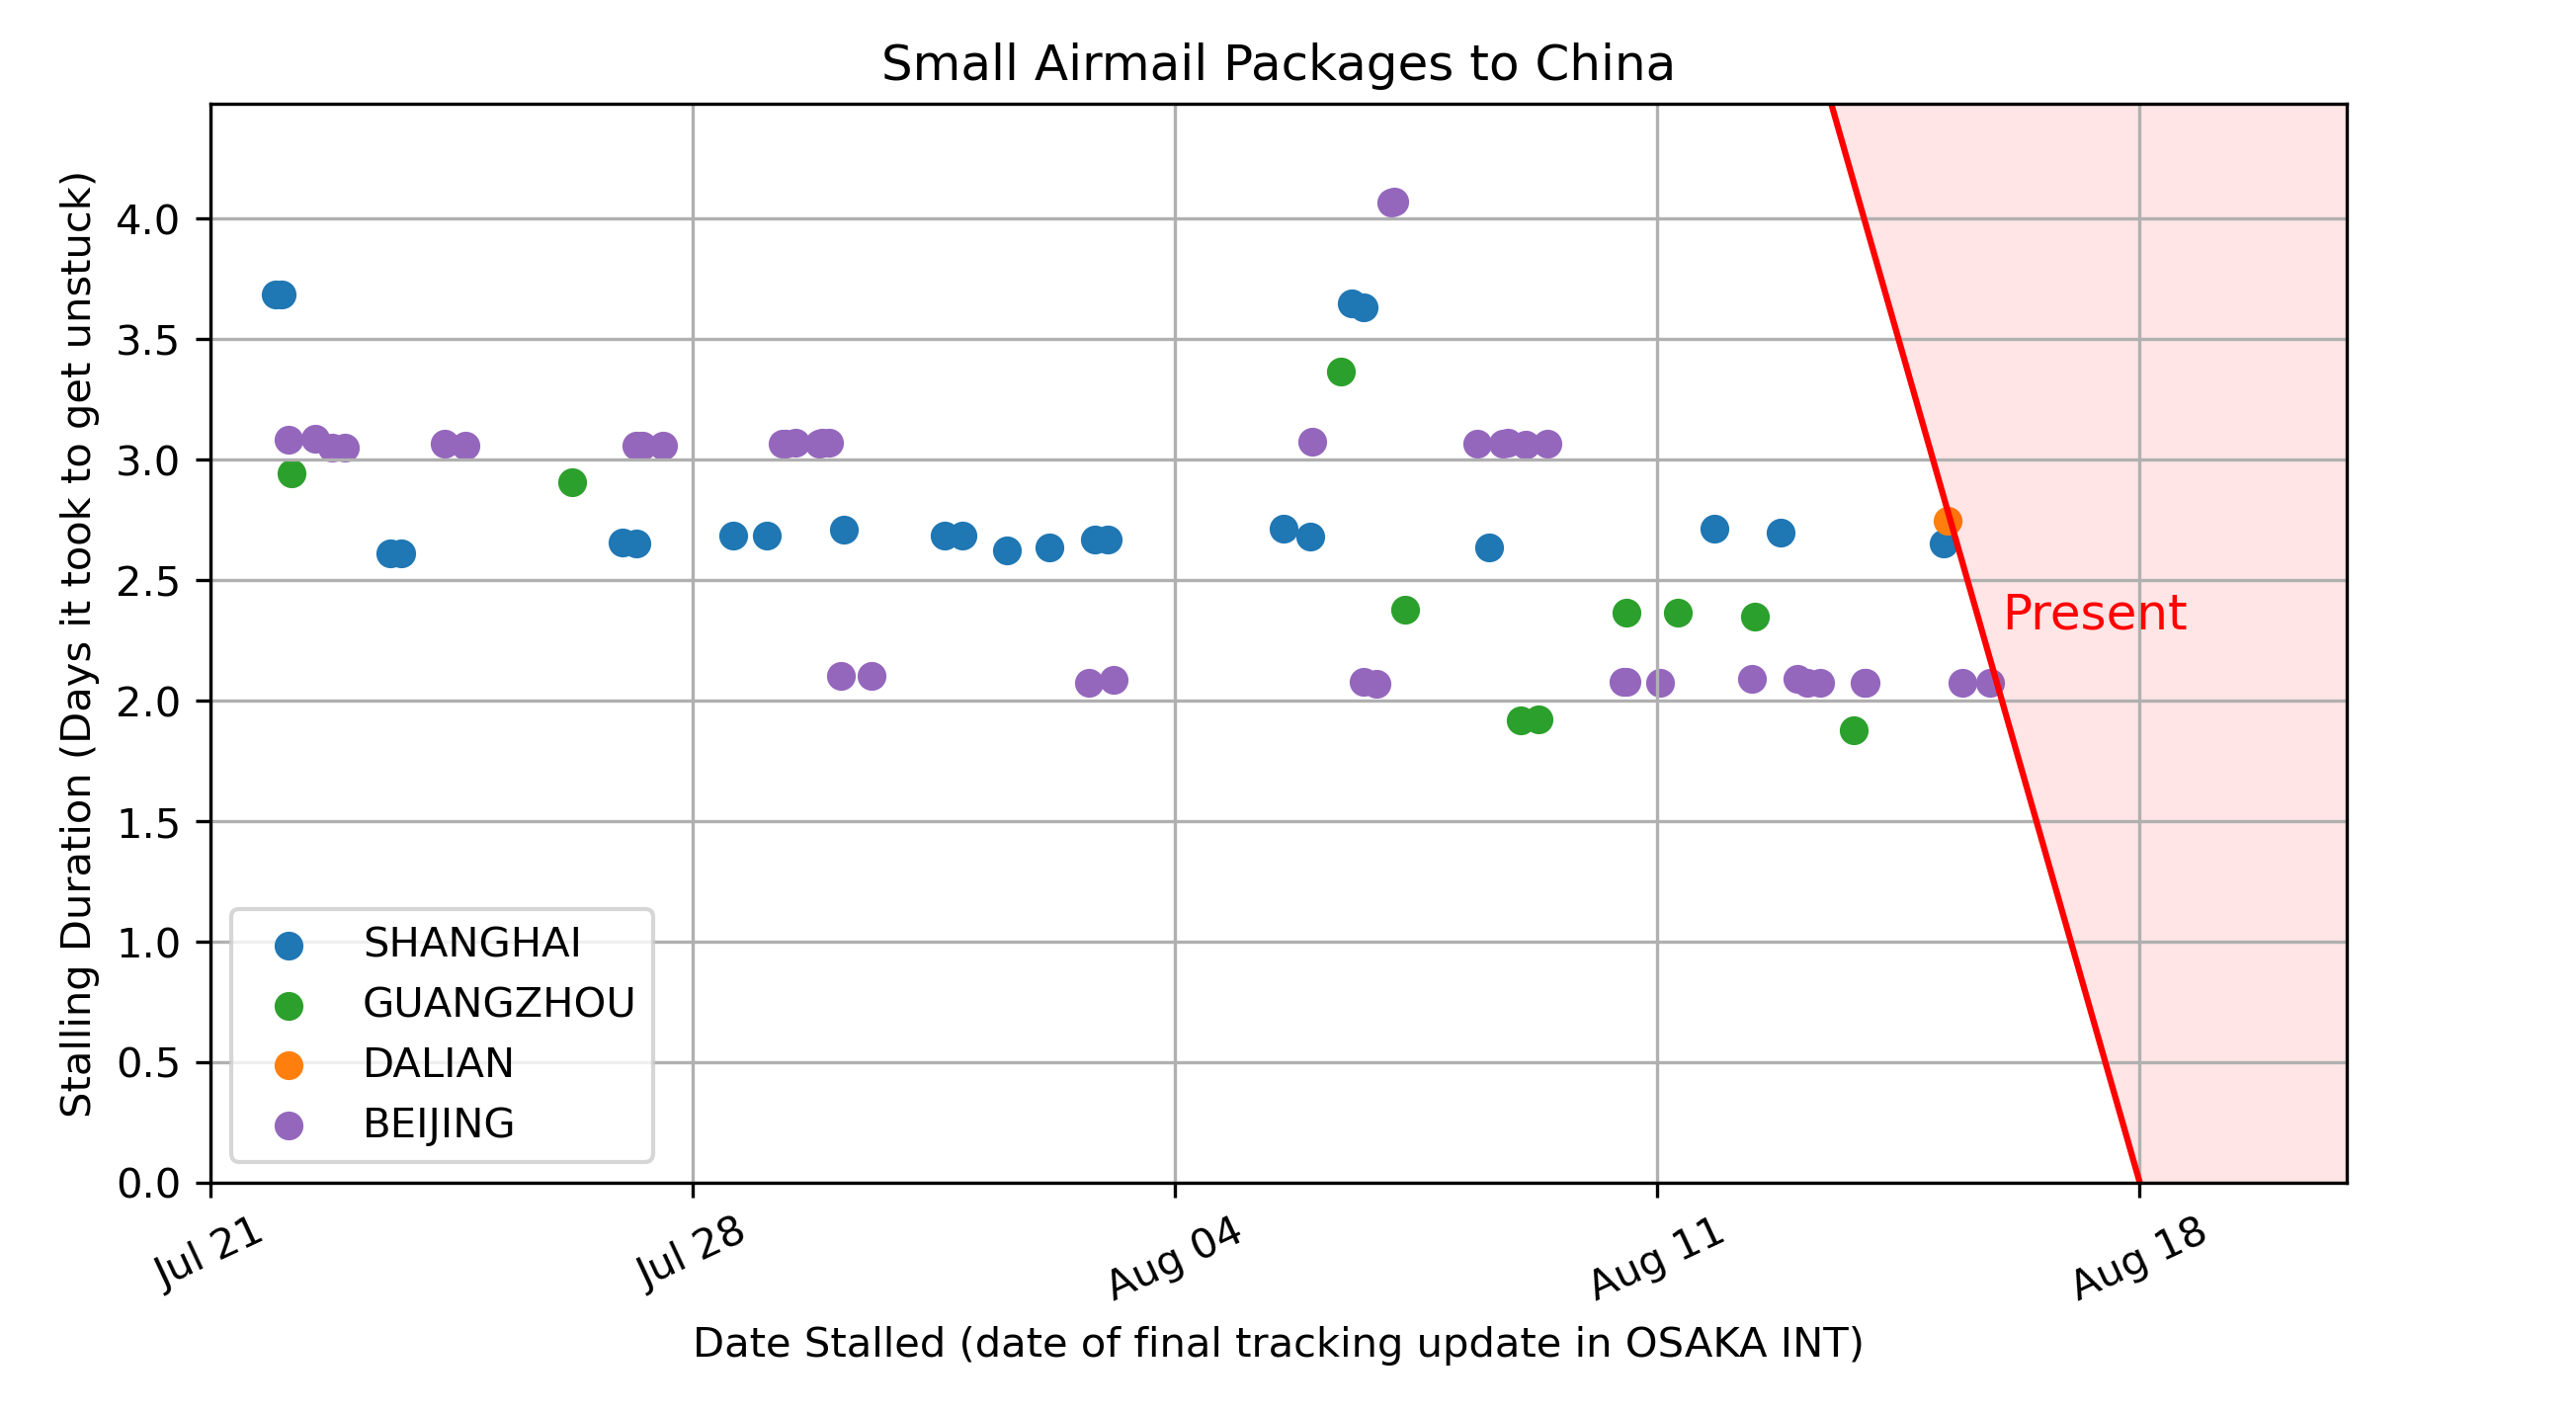 Small Airmail Packages to China
Stalling Duration (Days it took to get unstuck)
4.0
3.5
3.0
2.5
2.0
1.5
1.0
0.5
0.0
Present
SHANGHAI
GUANGZHOU
DALIAN
BEIJING
Jul 21
Jul 28
Aug 04
Aug 11
Aug 18
Date Stalled (date of final tracking update in OSAKA INT)